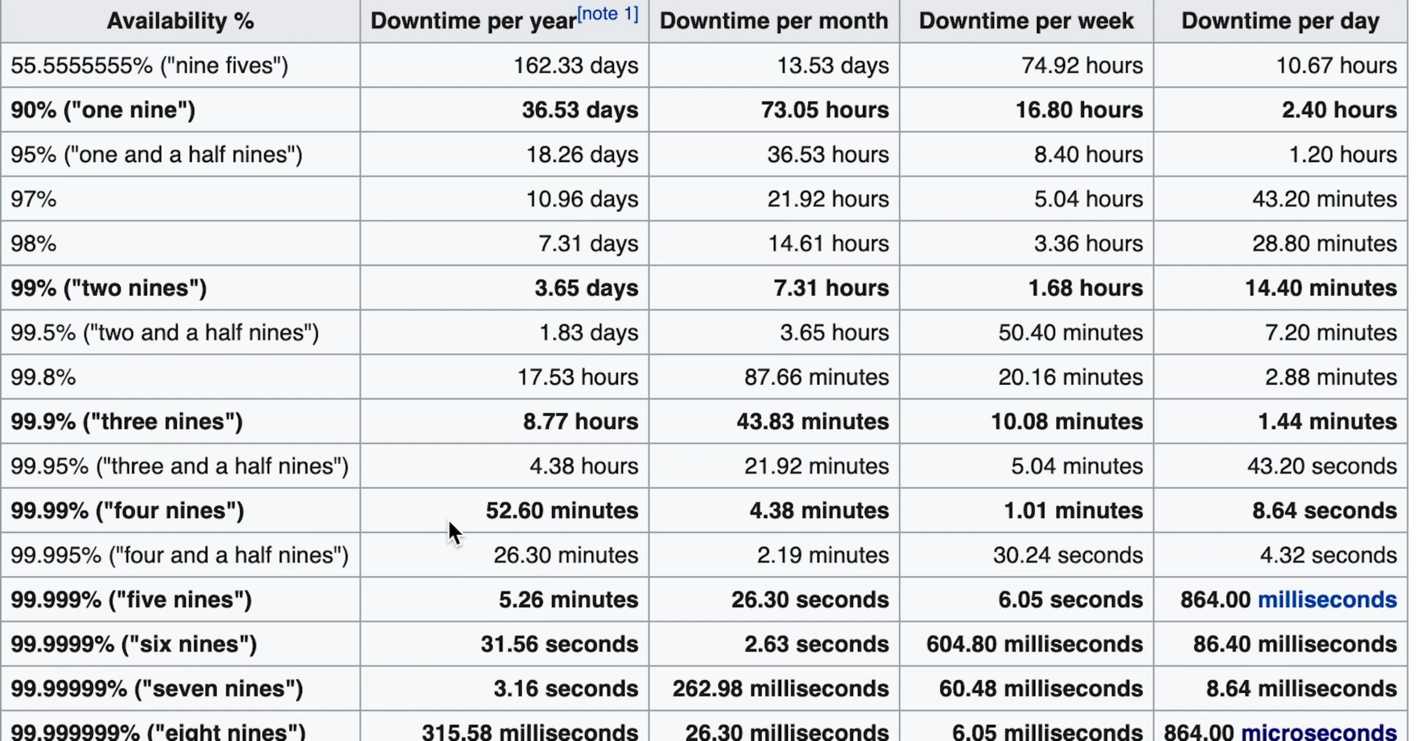 Availability % Downtime per year[note 1] Downtime per month Downtime per week Downtime per day
55.5555555% ("nine fives") 162.33 days 13.53 days 74.92 hours 10.67 hours
90% ("one nine") 36.53 days 73.05 hours 16.80 hours 2.40 hours
95% ("one and a half nines") 18.26 days 36.53 hours 8.40 hours 1.20 hours
97% 10.96 days 21.92 hours 5.04 hours 43.20 minutes
98% 7.31 days 14.61 hours 3.36 hours 28.80 minutes
99% ("two nines") 3.65 days 7.31 hours 1.68 hours 14.40 minutes
99.5% ("two and a half nines") 1.83 days 3.65 hours 50.40 minutes 7.20 minutes
99.8% 17.53 hours 87.66 minutes 20.16 minutes 2.88 minutes
99.9% ("three nines") 8.77 hours 43.83 minutes 10.08 minutes 1.44 minutes
99.95% ("three and a half nines") 4.38 hours 21.92 minutes 5.04 minutes 43.20 seconds
99.99% ("four nines") 52.60 minutes 4.38 minutes 1.01 minutes 8.64 seconds
99.995% ("four and a half nines") 26.30 minutes 2.19 minutes 30.24 seconds 4.32 seconds
99.999% ("five nines") 5.26 minutes 26.30 seconds 6.05 seconds 864.00 milliseconds
99.9999% ("six nines") 31.56 seconds 2.63 seconds 604.80 milliseconds 86.40 milliseconds
99.99999% ("seven nines") 3.16 seconds 262.98 milliseconds 60.48 milliseconds 8.64 milliseconds
99.999999% ("eight nines") 315.58 milliseconds 26.30 milliseconds 6.05 milliseconds 864.00 microseconds